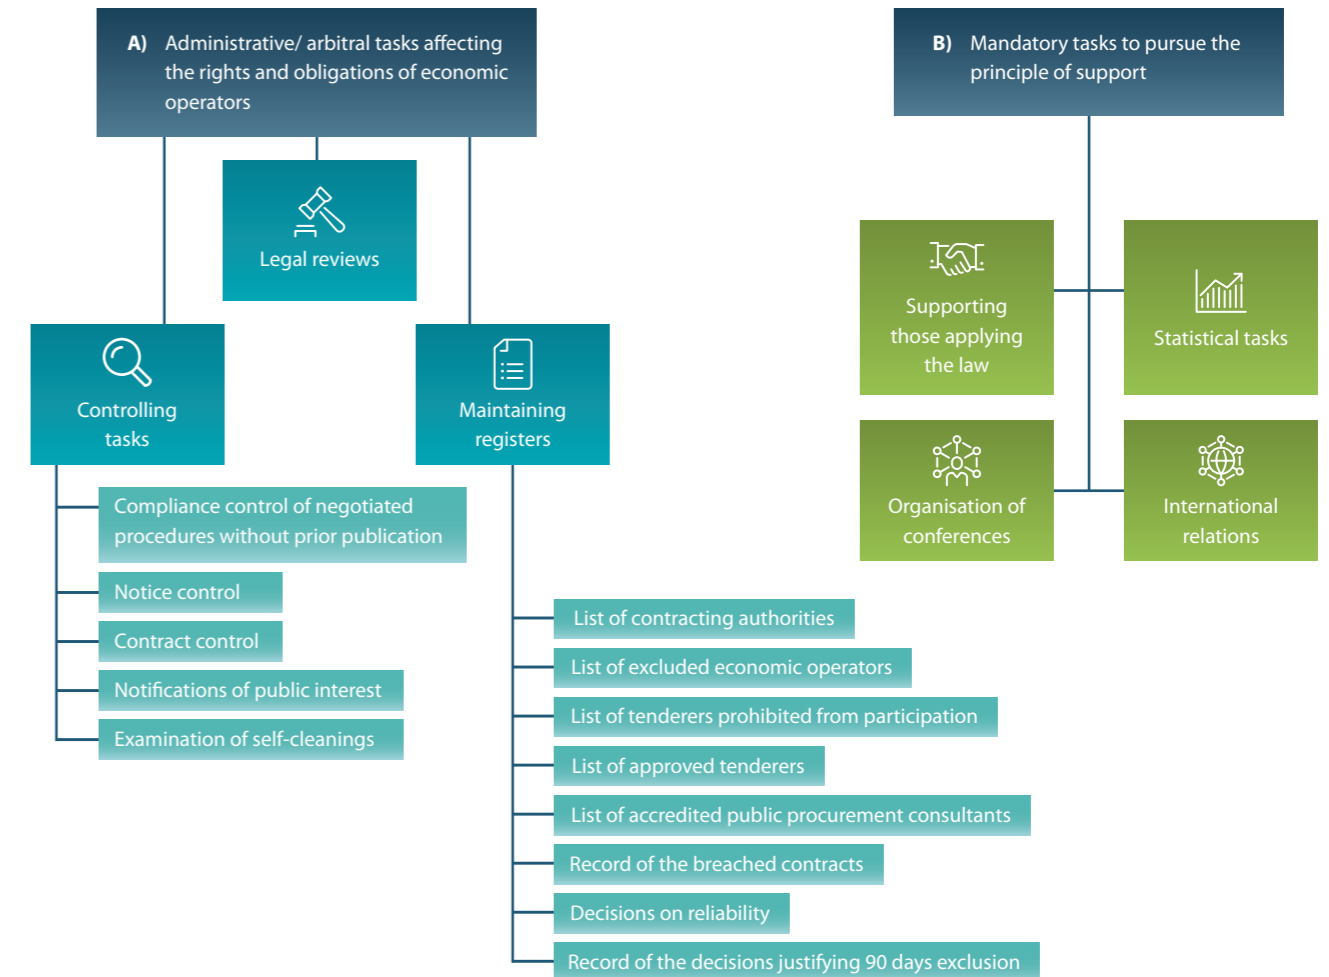 A) Administrative/ arbitral tasks affecting
the rights and obligations of economic
operators
Legal reviews
Controlling
tasks
Compliance control of negotiated
procedures without prior publication
Notice control
Contract control
Notifications of public interest
Examination of self-cleanings
Maintaining
registers
List of contracting authorities
List of excluded economic operators
List of tenderers prohibited from participation
List of approved tenderers
List of accredited public procurement consultants
Record of the breached contracts
Decisions on reliability
Record of the decisions justifying 90 days exclusion
B) Mandatory tasks to pursue the
principle of support
Supporting
those applying
the law
Statistical tasks
Organisation of
conferences
International
relations